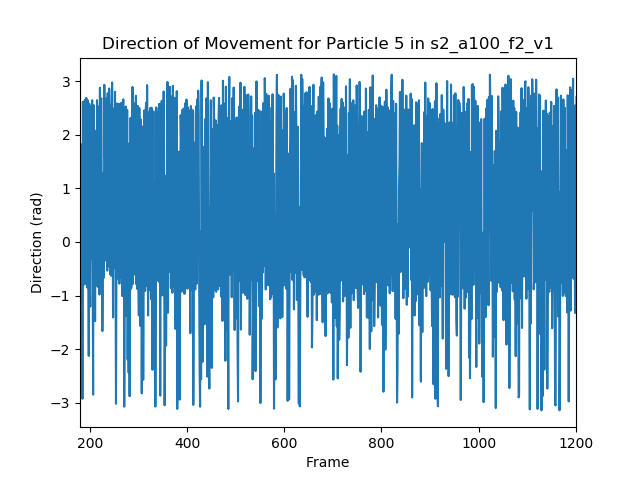 Direction of Movement for Particle 5 in s2_a100_f2_v1
3
2
1
0
−1
−2
−3
Direction (rad)
200 400 600 800 1000 1200
Frame